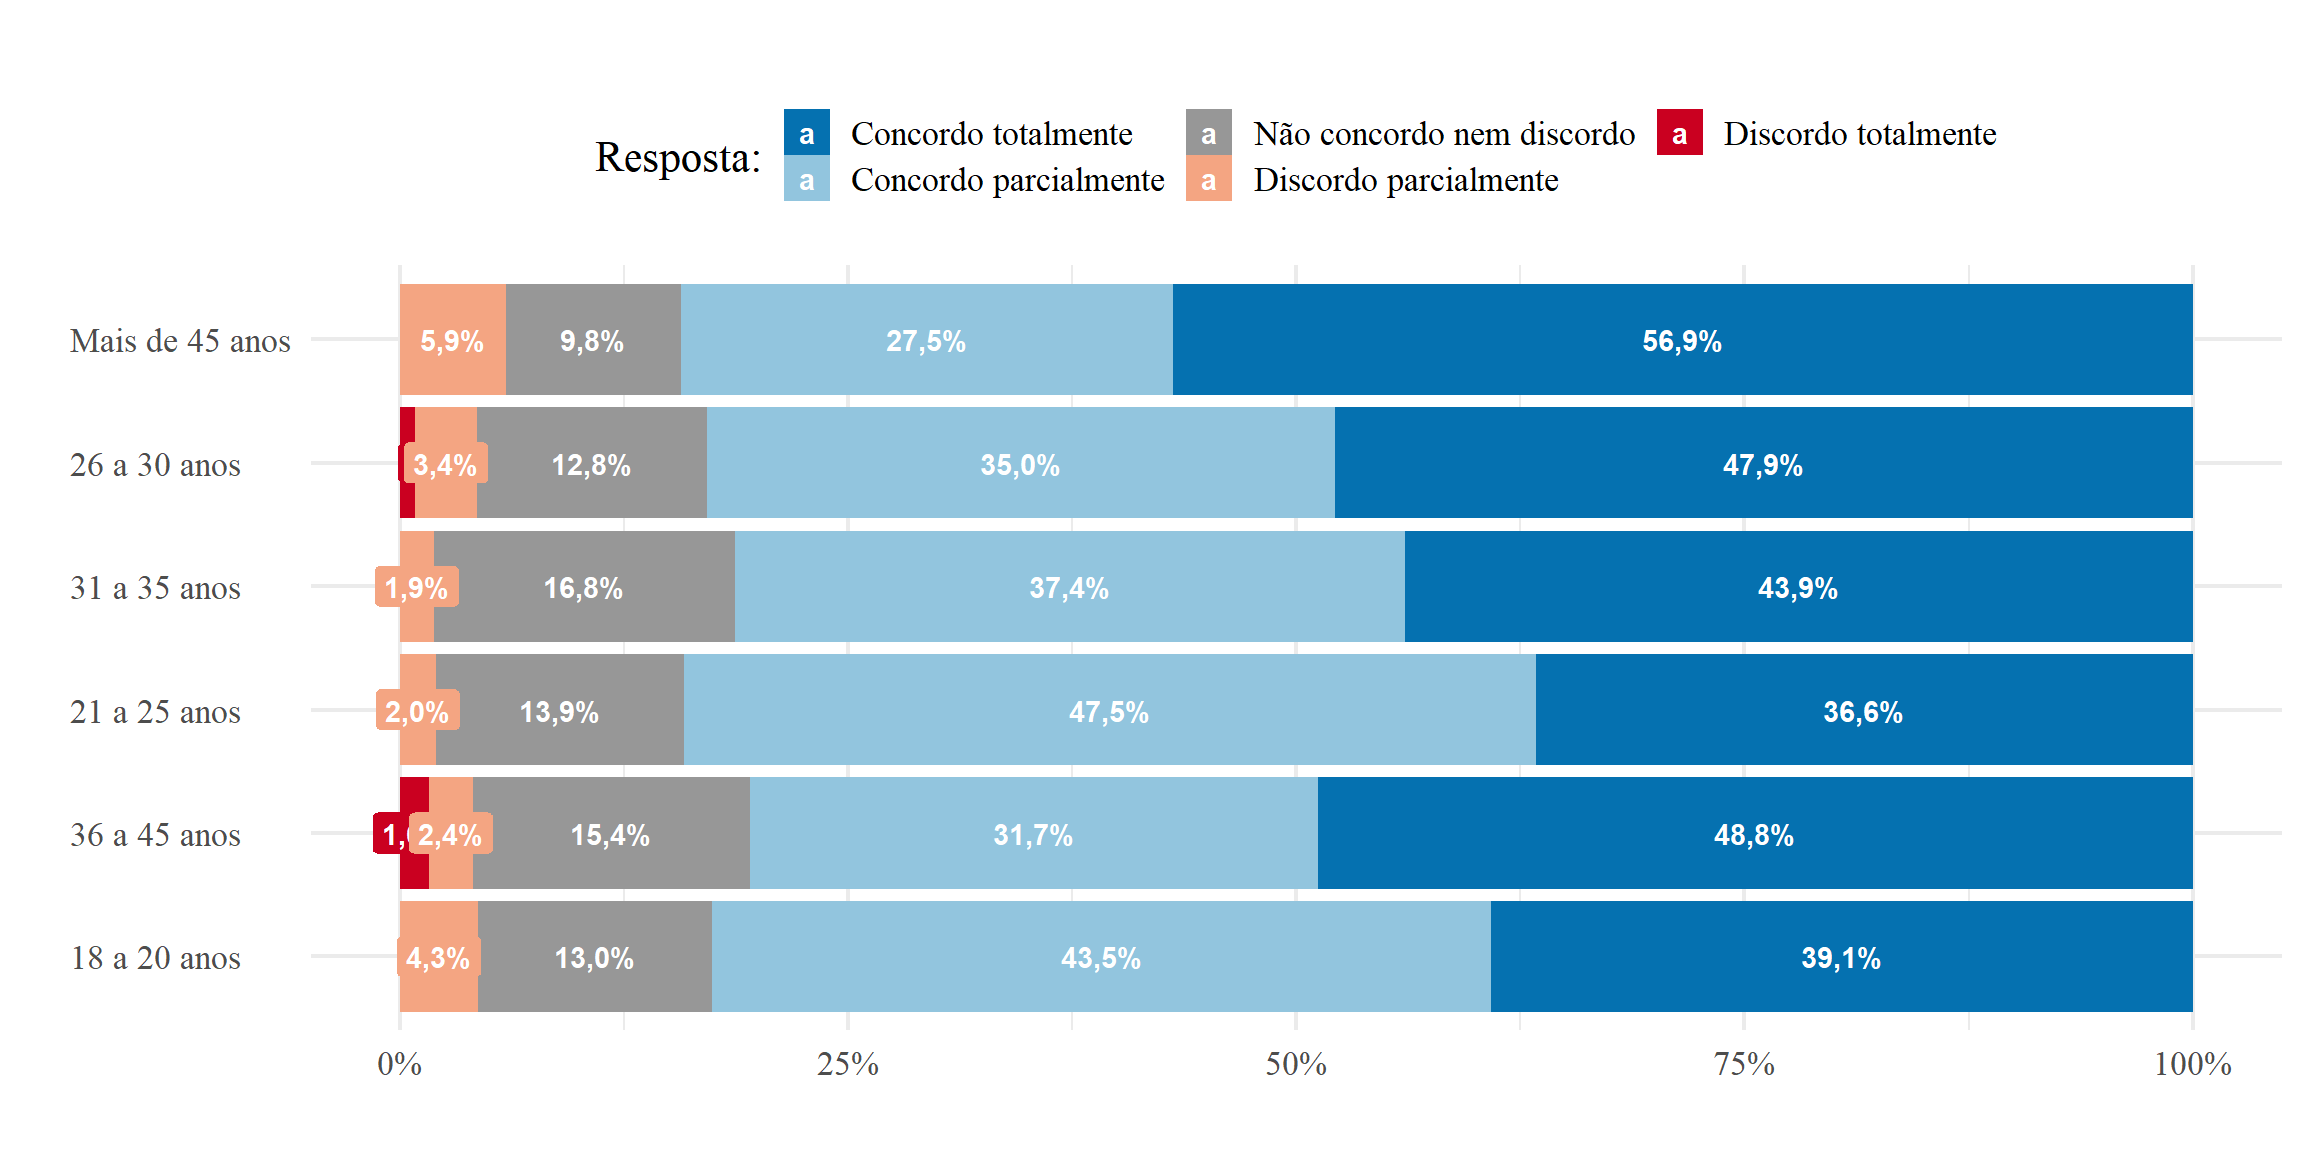 Resposta:
a Concordo totalmente
a Não concordo nem discordo
a Discordo totalmente
a Concordo parcialmente
a Discordo parcialmente
Mais de 45 anos 5,9% 9,8% 27,5% 56,9%
26 a 30 anos 3,4% 12,8% 35,0% 47,9%
31 a 35 anos 1,9% 16,8% 37,4% 43,9%
21 a 25 anos 2,0% 13,9% 47,5% 36,6%
36 a 45 anos 2,4% 15,4% 31,7% 48,8%
18 a 20 anos 4,3% 13,0% 43,5% 39,1%
0% 25% 50% 75% 100%